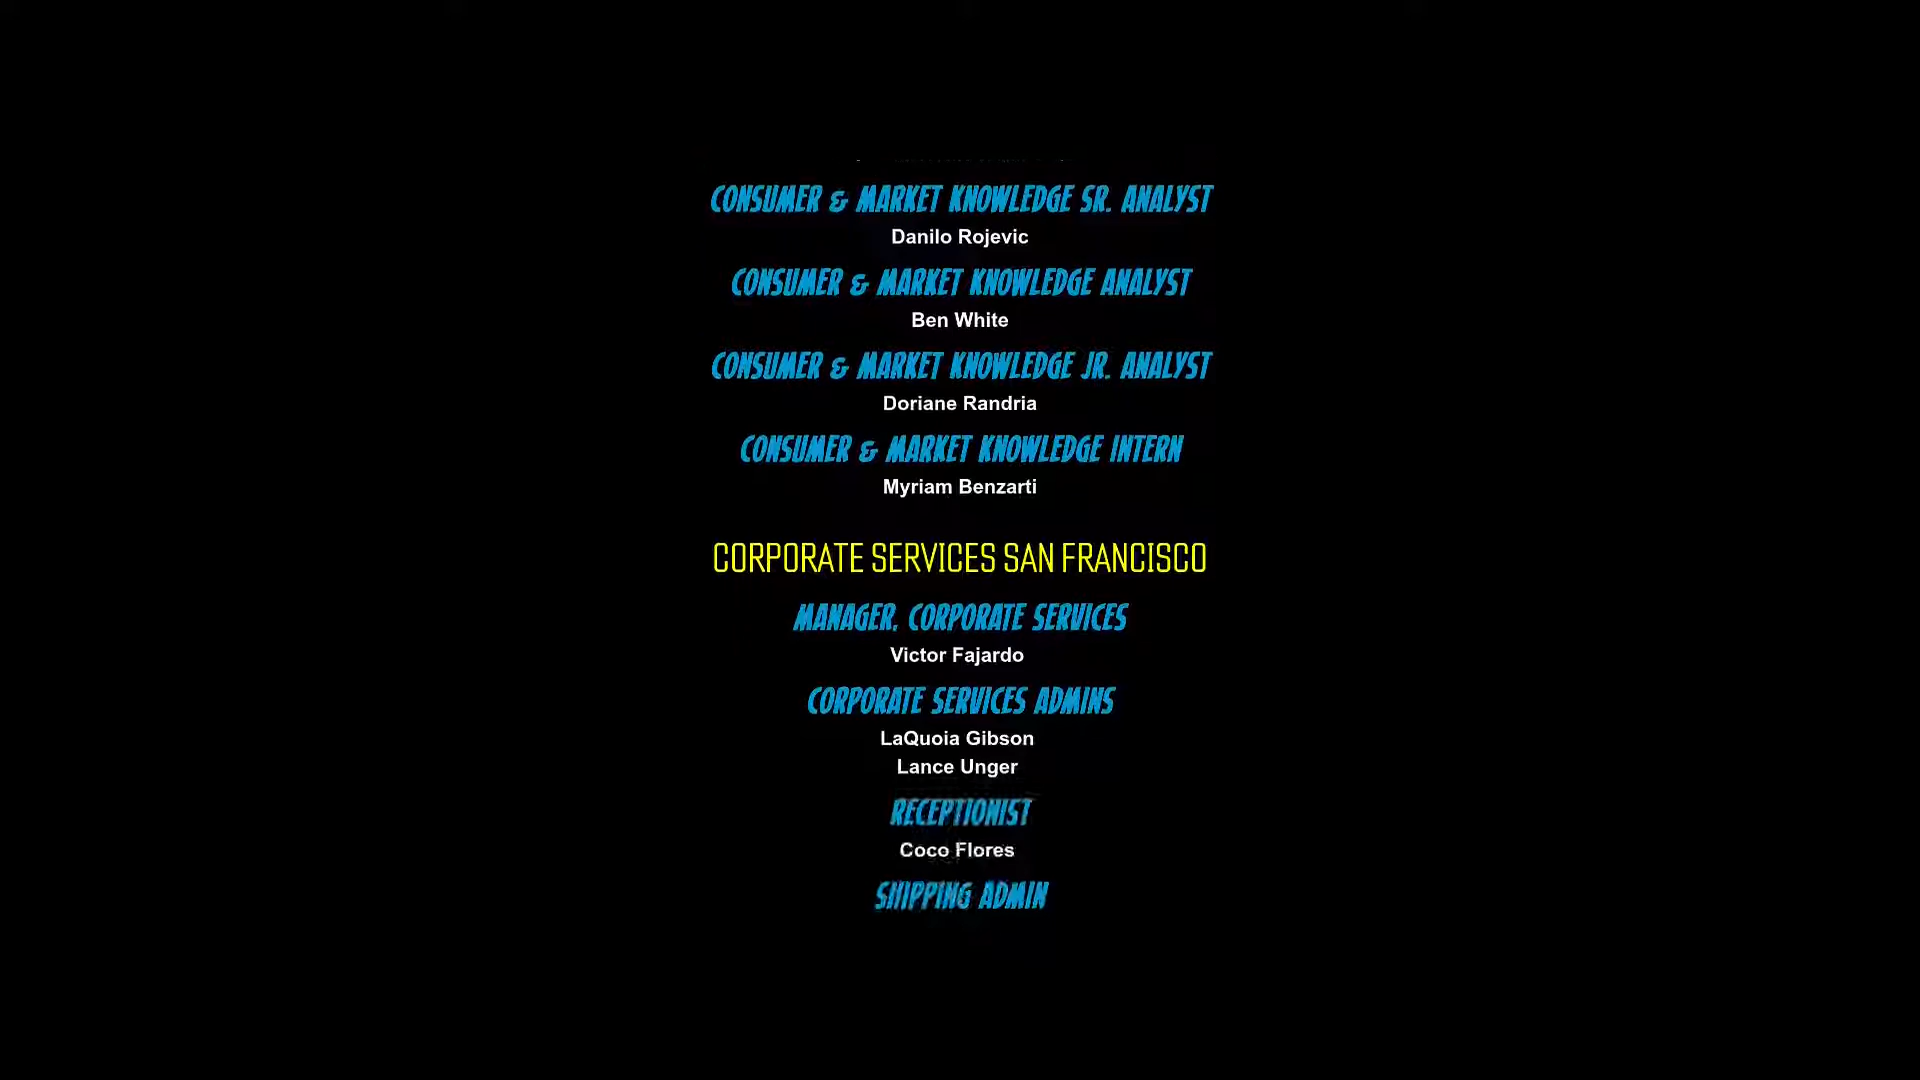 CONSUMER & MARKET KNOWLEDGE SR. ANALYST
Danilo Rojevic
CONSUMER & MARKET KNOWLEDGE ANALYST
Ben White
CONSUMER & MARKET KNOWLEDGE JR. ANALYST
Doriane Randria
CONSUMER & MARKET KNOWLEDGE INTERN
Myriam Benzarti
CORPORATE SERVICES SAN FRANCISCO
MANAGER, CORPORATE SERVICES
Victor Fajardo
CORPORATE SERVICES ADMINS
LaQuoia Gibson
Lance Unger
RECEPTIONIST
Coco Flores
SHIPPING ADMIN